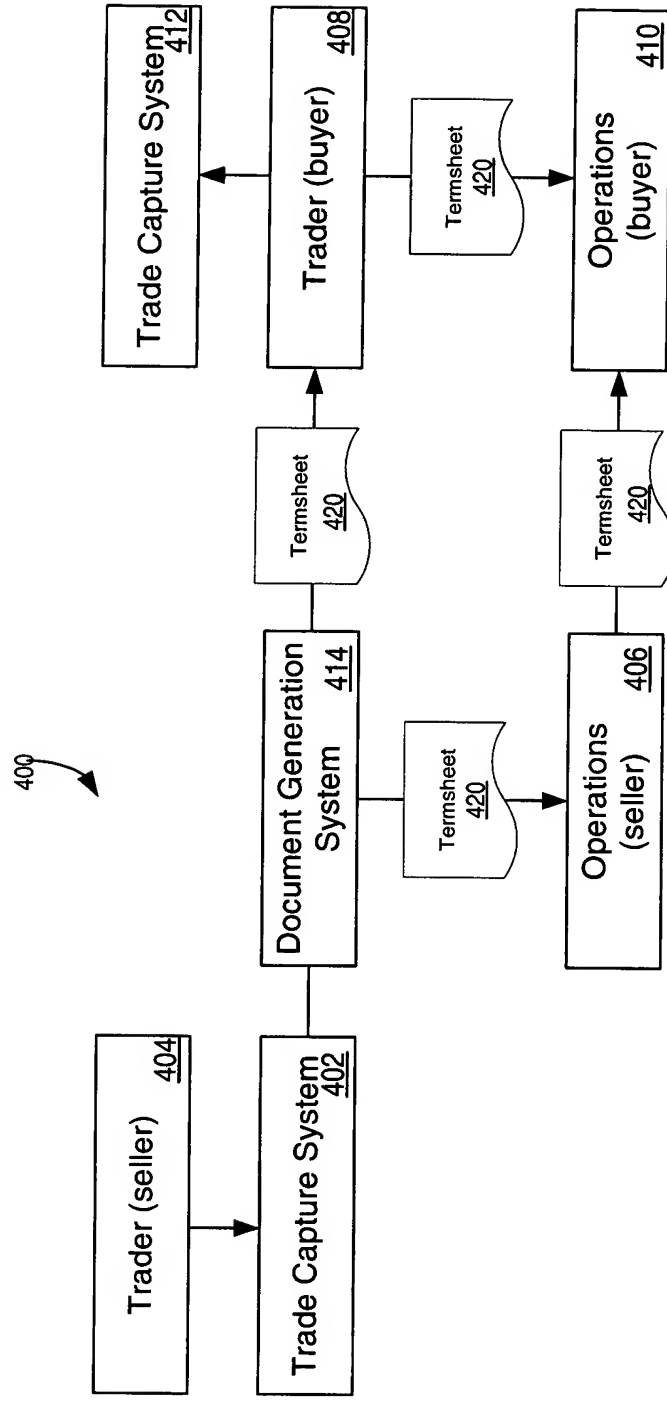 400
Trader (seller)
404
Trade Capture System
402
Document Generation
System
414
Termsheet
420
Operations
(seller)
406
Termsheet
420
Termsheet
420
Trade Capture System
412
Trader (buyer)
408
Termsheet
420
Operations
(buyer)
410